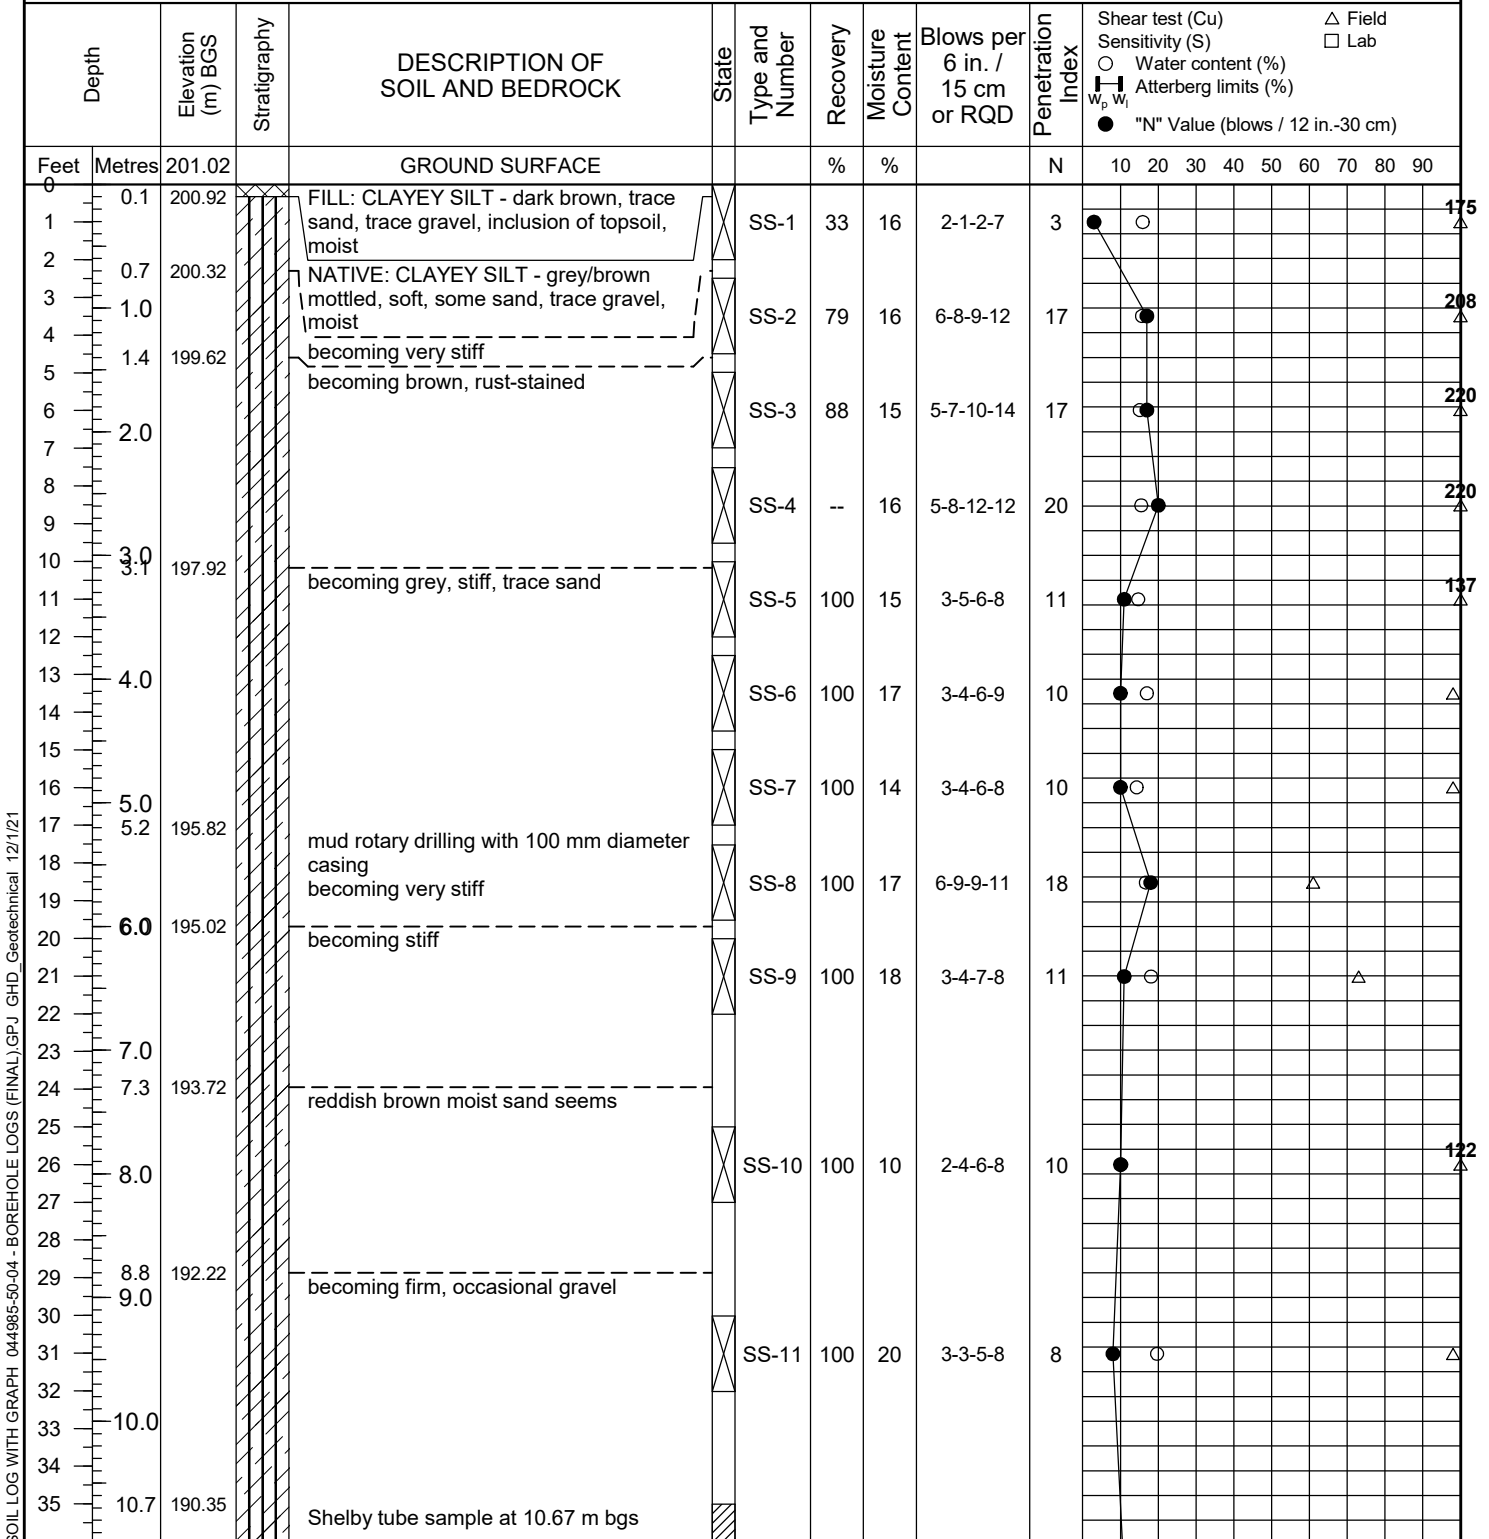 Depth
Elevation
(m) BGS
Stratigraphy
DESCRIPTION OF
SOIL AND BEDROCK
State
Type and
Number
Recovery
Moisture
Content
Blows per
6 in. /
15 cm
or RQD
Penetration
Index
Shear test (Cu) △ Field
Sensitivity (S) □ Lab
○ Water content (%)
Wp Wl Atterberg limits (%)
● "N" Value (blows / 12 in.-30 cm)
Feet Metres 201.02 GROUND SURFACE % % N 10 20 30 40 50 60 70 80 90
0
0.1 200.92 FILL: CLAYEY SILT - dark brown, trace
sand, trace gravel, inclusion of topsoil,
moist
1 SS-1 33 16 2-1-2-7 3 175
2
0.7 200.32 NATIVE: CLAYEY SILT - grey/brown
mottled, soft, some sand, trace gravel,
moist
3 1.0 SS-2 79 16 6-8-9-12 17 208
4
1.4 199.62 becoming very stiff
5 becoming brown, rust-stained
6 SS-3 88 15 5-7-10-14 17 220
2.0
7
8 SS-4 -- 16 5-8-12-12 20 220
9
3.0
10 3.1 197.92 becoming grey, stiff, trace sand
11 SS-5 100 15 3-5-6-8 11 137
12
13 4.0 SS-6 100 17 3-4-6-9 10
14
15
16 SS-7 100 14 3-4-6-8 10
5.0
17 5.2 195.82 mud rotary drilling with 100 mm diameter
casing
18 becoming very stiff SS-8 100 17 6-9-9-11 18
19
6.0 195.02
20 becoming stiff
21 SS-9 100 18 3-4-7-8 11
22
23 7.0
24 7.3 193.72 reddish brown moist sand seems
25
26 8.0 SS-10 100 10 2-4-6-8 10 122
27
28
29 8.8 192.22 becoming firm, occasional gravel
9.0
30
31 SS-11 100 20 3-3-5-8 8
32
33 10.0
34
35 10.7 190.35 Shelby tube sample at 10.67 m bgs
SOIL LOG WITH GRAPH 044985-50-04 - BOREHOLE LOGS (FINAL).GPJ GHD_Geotechnical 12/1/21